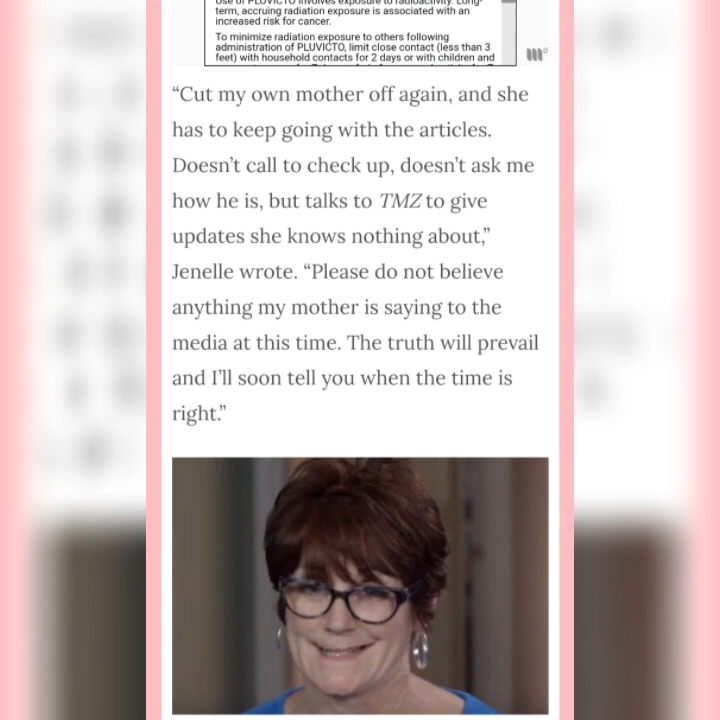 Use of PLUVICTO involves exposure to radioactivity. Long-
term, accruing radiation exposure is associated with an
increased risk for cancer.
To minimize radiation exposure to others following
administration of PLUVICTO, limit close contact (less than 3
feet) with household contacts for 2 days or with children and
“Cut my own mother off again, and she
has to keep going with the articles.
Doesn’t call to check up, doesn’t ask me
how he is, but talks to TMZ to give
updates she knows nothing about,”
Jenelle wrote. “Please do not believe
anything my mother is saying to the
media at this time. The truth will prevail
and I’ll soon tell you when the time is
right.”